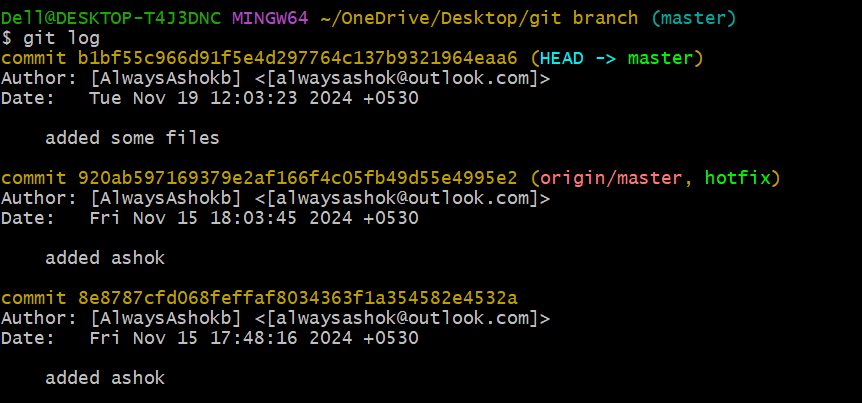 Dell@DESKTOP-T4J3DNC MINGW64 ~/OneDrive/Desktop/git branch (master)
$ git log
commit b1bf55c966d91f5e4d297764c137b9321964eaa6 (HEAD -> master)
Author: [AlwaysAshokb] <[alwaysashok@outlook.com]>
Date:   Tue Nov 19 12:03:23 2024 +0530
    added some files
commit 920ab597169379e2af166f4c05fb49d55e4995e2 (origin/master, hotfix)
Author: [AlwaysAshokb] <[alwaysashok@outlook.com]>
Date:   Fri Nov 15 18:03:45 2024 +0530
    added ashok
commit 8e8787cfd068feffaf8034363f1a354582e4532a
Author: [AlwaysAshokb] <[alwaysashok@outlook.com]>
Date:   Fri Nov 15 17:48:16 2024 +0530
    added ashok